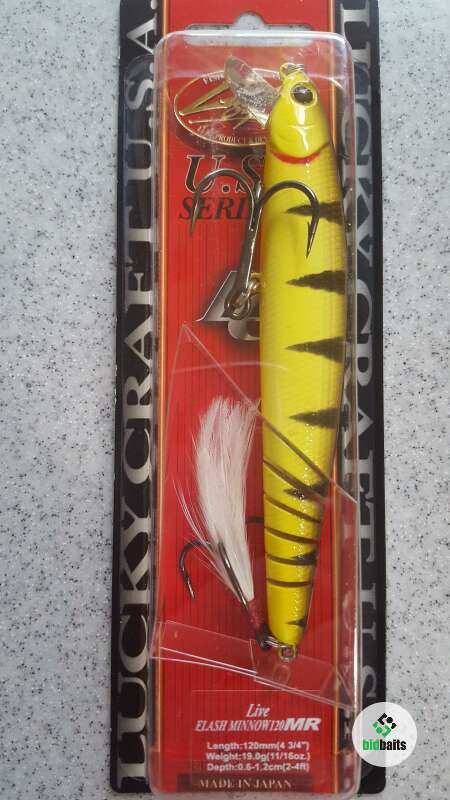 LUCKY CRAFT U.S.A.
U.S.
SERI
LUCKY CRAFT U.S.
Live
FLASH MINNOW120MR
Length:120mm(4 3/4")
Weight:19.0g(11/16oz.)
Depth:0.6-1.2cm(2-4ft)
MADE IN JAPAN
bidbaits